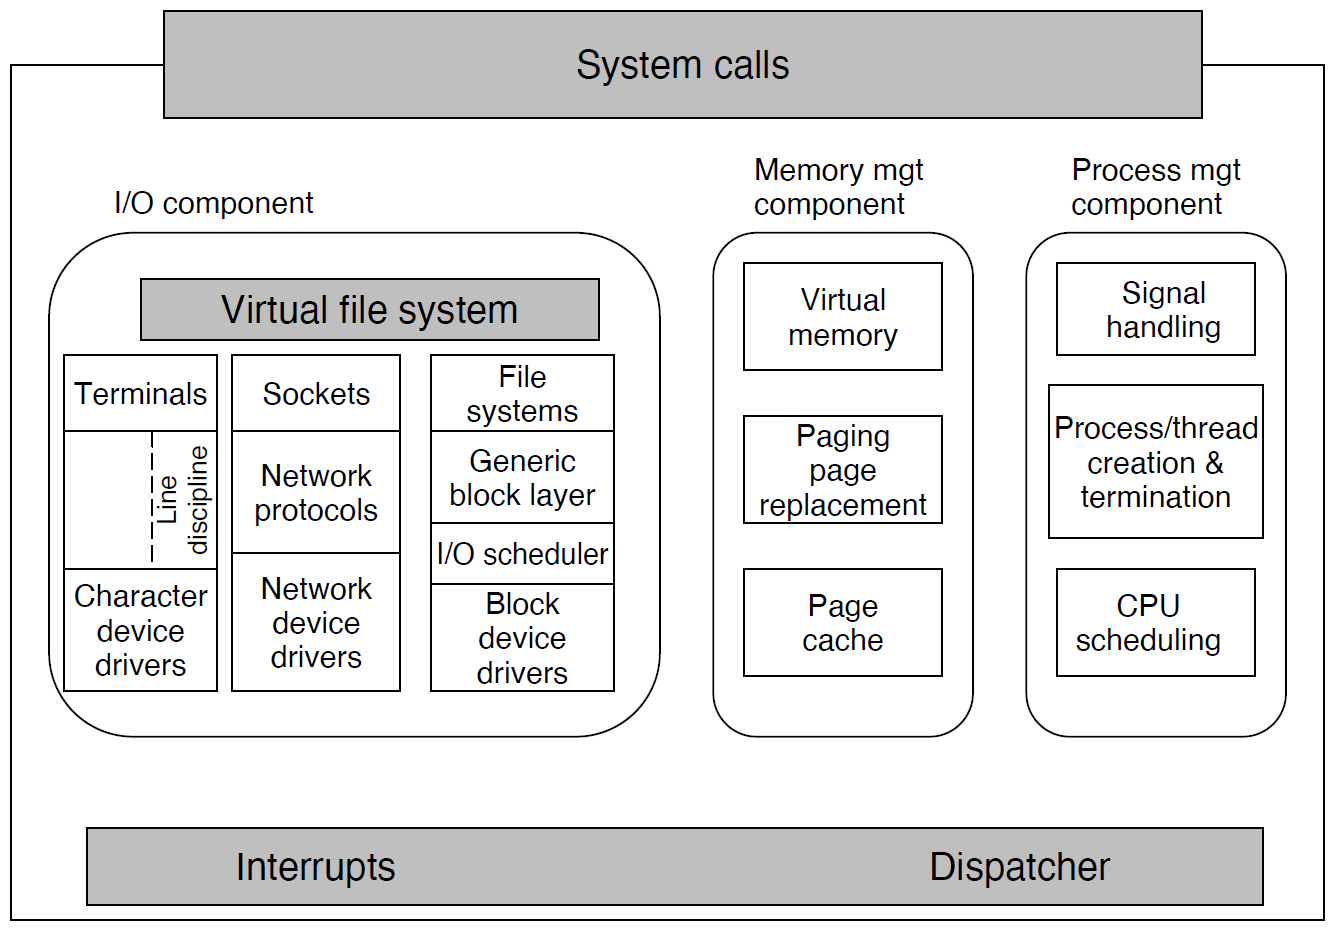 System calls
I/O component
Memory mgt
component
Process mgt
component
Virtual file system
Terminals
Line
discipline
Character
device
drivers
Sockets
Network
protocols
Network
device
drivers
File
systems
Generic
block layer
I/O scheduler
Block
device
drivers
Virtual
memory
Paging
page
replacement
Page
cache
Signal
handling
Process/thread
creation &
termination
CPU
scheduling
Interrupts
Dispatcher